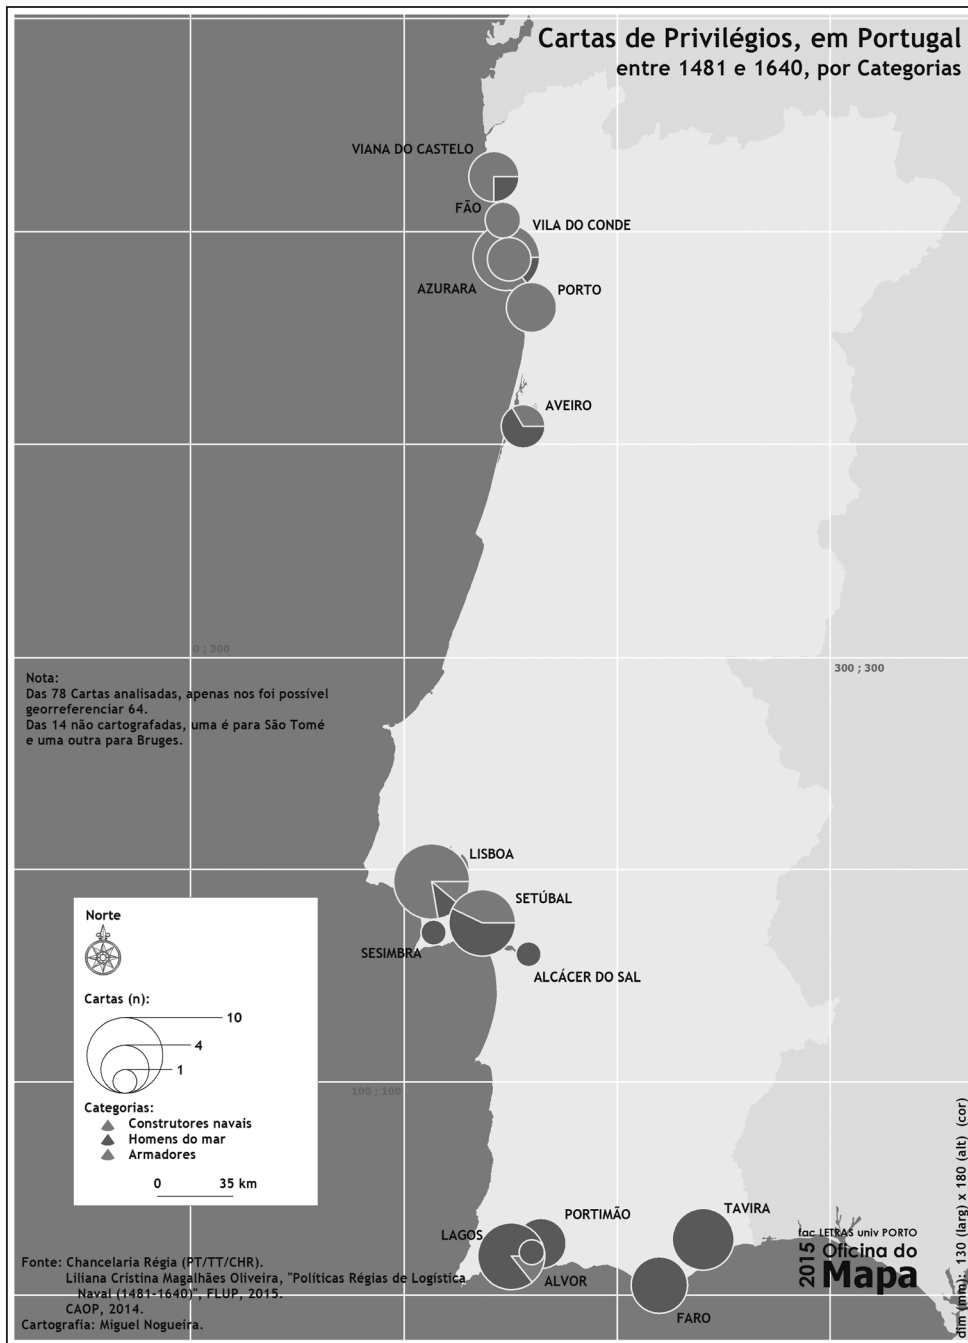 Cartas de Privilégios, em Portugal
entre 1481 e 1640, por Categorias
VIANA DO CASTELO
FÃO
VILA DO CONDE
AZURARA
PORTO
AVEIRO
0 ; 300
300 ; 300
Nota:
Das 78 Cartas analisadas, apenas nos foi possível
georreferenciar 64.
Das 14 não cartografadas, uma é para São Tomé
e uma outra para Bruges.
LISBOA
SETÚBAL
SESIMBRA
ALCÁCER DO SAL
Norte
Cartas (n):
10
4
1
Categorias:
Construtores navais
Homens do mar
Armadores
0 35 km
100 ; 100
TAVIRA
PORTIMÃO
LAGOS
ALVOR
FARO
fac LETRAS univ PORTO
2015
Oficina do
Mapa
dim (mm): 130 (larg) x 180 (alt) (cor)
Fonte: Chancelaria Régia (PT/TT/CHR).
Liliana Cristina Magalhães Oliveira, "Políticas Régias de Logística
Naval (1481-1640)", FLUP, 2015.
CAOP, 2014.
Cartografia: Miguel Nogueira.